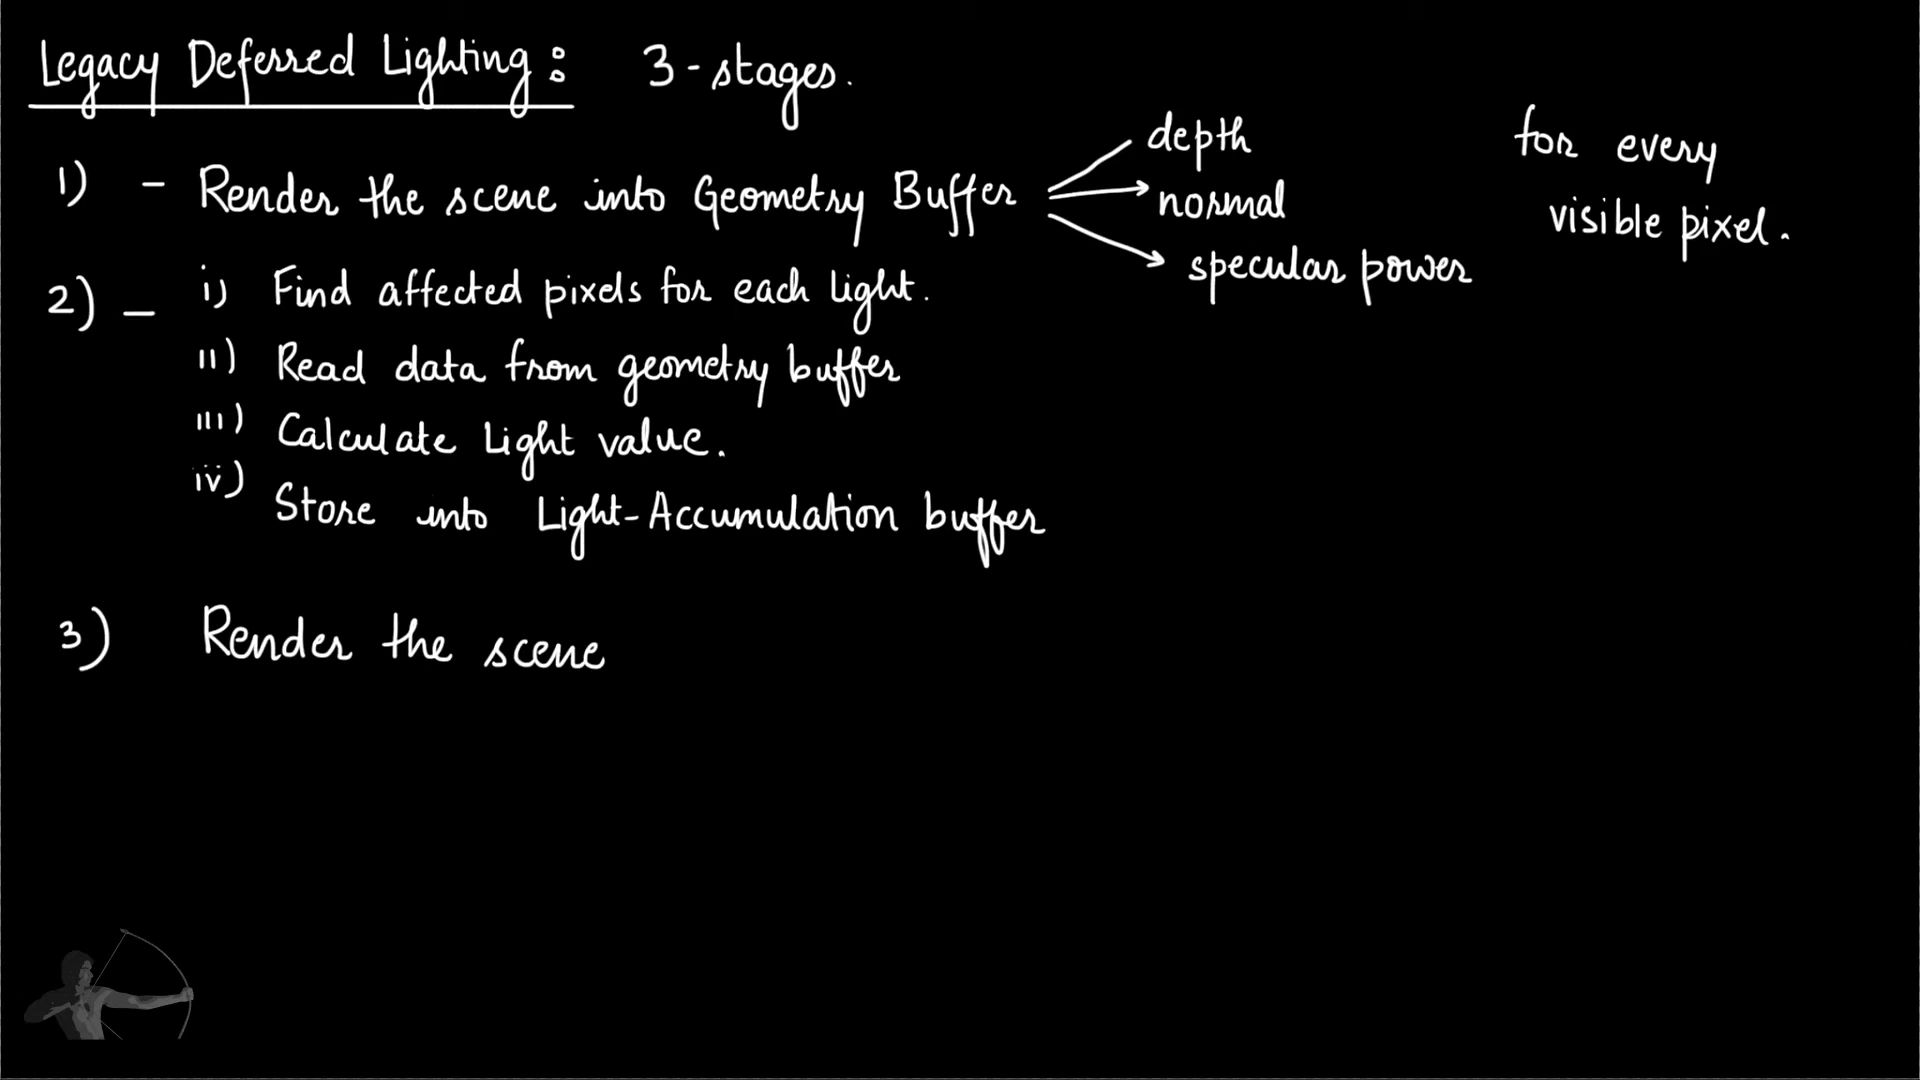 Legacy Deferred Lighting : 3-stages.
1) - Render the scene into Geometry Buffer
depth
normal
specular power
for every
visible pixel.
2) - i) Find affected pixels for each light.
ii) Read data from geometry buffer
iii) Calculate Light value.
iv) Store into Light-Accumulation buffer
3) Render the scene